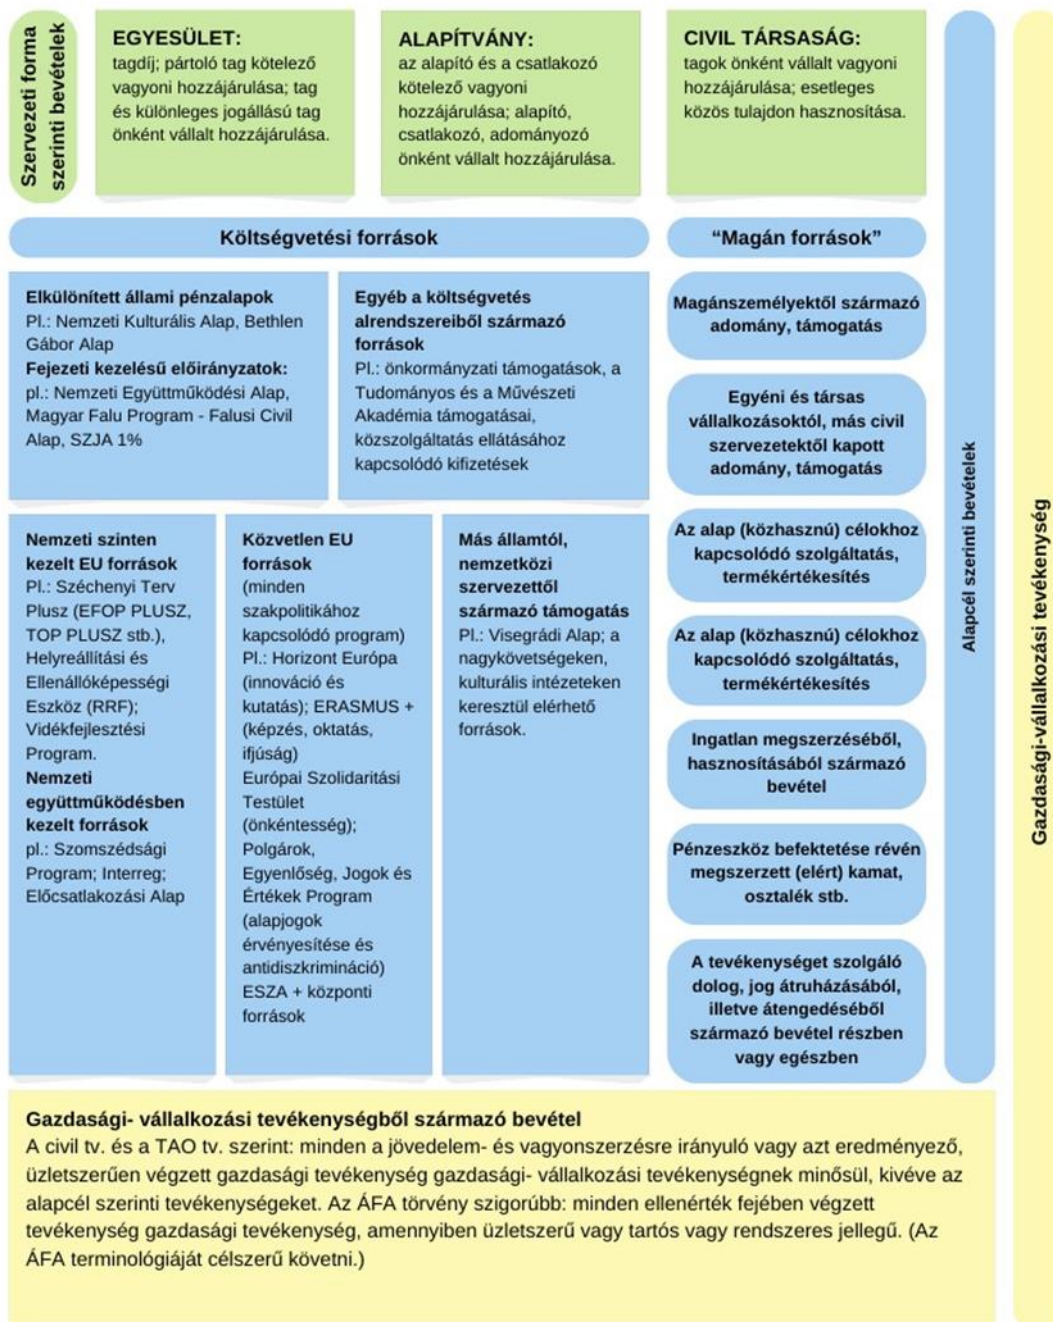 Szervezeti forma
szerinti bevételek
EGYESÜLET:
tagdíj; pártoló tag kötelező
vagyoni hozzájárulása; tag
és különleges jogállású tag
önként vállalt hozzájárulása.
ALAPÍTVÁNY:
az alapító és a csatlakozó
kötelező vagyoni
hozzájárulása; alapító,
csatlakozó, adományozó
önként vállalt hozzájárulása.
CIVIL TÁRSASÁG:
tagok önként vállalt vagyoni
hozzájárulása; esetleges
közös tulajdon hasznosítása.
Költségvetési források
Elkülönített állami pénzalapok
Pl.: Nemzeti Kulturális Alap, Bethlen
Gábor Alap
Fejezeti kezelésű előirányzatok:
pl.: Nemzeti Együttműködési Alap,
Magyar Falu Program - Falusi Civil
Alap, SZJA 1%
Egyéb a költségvetés
alrendszereiből származó
források
Pl.: önkormányzati támogatások, a
Tudományos és a Művészeti
Akadémia támogatásai,
közszolgáltatás ellátásához
kapcsolódó kifizetések
Nemzeti szinten
kezelt EU források
Pl.: Széchenyi Terv
Plusz (EFOP PLUSZ,
TOP PLUSZ stb.),
Helyreállítási és
Ellenállóképességi
Eszköz (RRF);
Vidékfejlesztési
Program.
Nemzeti
együttműködésben
kezelt források
pl.: Szomszédsági
Program; Interreg;
Előcsatlakozási Alap
Közvetlen EU
források
(minden
szakpolitikához
kapcsolódó program)
Pl.: Horizont Európa
(innováció és
kutatás); ERASMUS +
(képzés, oktatás,
ifjúság)
Európai Szolidaritási
Testület
(önkéntesség);
Polgárok,
Egyenlőség, Jogok és
Értékek Program
(alapjogok
érvényesítése és
antidiszkrimináció)
ESZA + központi
források
Más államtól,
nemzetközi
szervezettől
származó támogatás
Pl.: Visegrádi Alap; a
nagykövetségeken,
kulturális intézeteken
keresztül elérhető
források.
“Magán források”
Magánszemélyektől származó
adomány, támogatás
Egyéni és társas
vállalkozásoktól, más civil
szervezetektől kapott
adomány, támogatás
Az alap (közhasznú) célokhoz
kapcsolódó szolgáltatás,
termékértékesítés
Az alap (közhasznú) célokhoz
kapcsolódó szolgáltatás,
termékértékesítés
Ingatlan megszerzéséből,
hasznosításából származó
bevétel
Pénzeszköz befektetése révén
megszerzett (elért) kamat,
osztalék stb.
A tevékenységet szolgáló
dolog, jog átruházásából,
illetve átengedéséből
származó bevétel részben
vagy egészben
Alapcél szerinti bevételek
Gazdasági-vállalkozási tevékenység
Gazdasági- vállalkozási tevékenységből származó bevétel
A civil tv. és a TAO tv. szerint: minden a jövedelem- és vagyonszerzésre irányuló vagy azt eredményező,
üzletszerűen végzett gazdasági tevékenység gazdasági- vállalkozási tevékenységnek minősül, kivéve az
alapcél szerinti tevékenységeket. Az ÁFA törvény szigorúbb: minden ellenérték fejében végzett
tevékenység gazdasági tevékenység, amennyiben üzletszerű vagy tartós vagy rendszeres jellegű. (Az
ÁFA terminológiáját célszerű követni.)